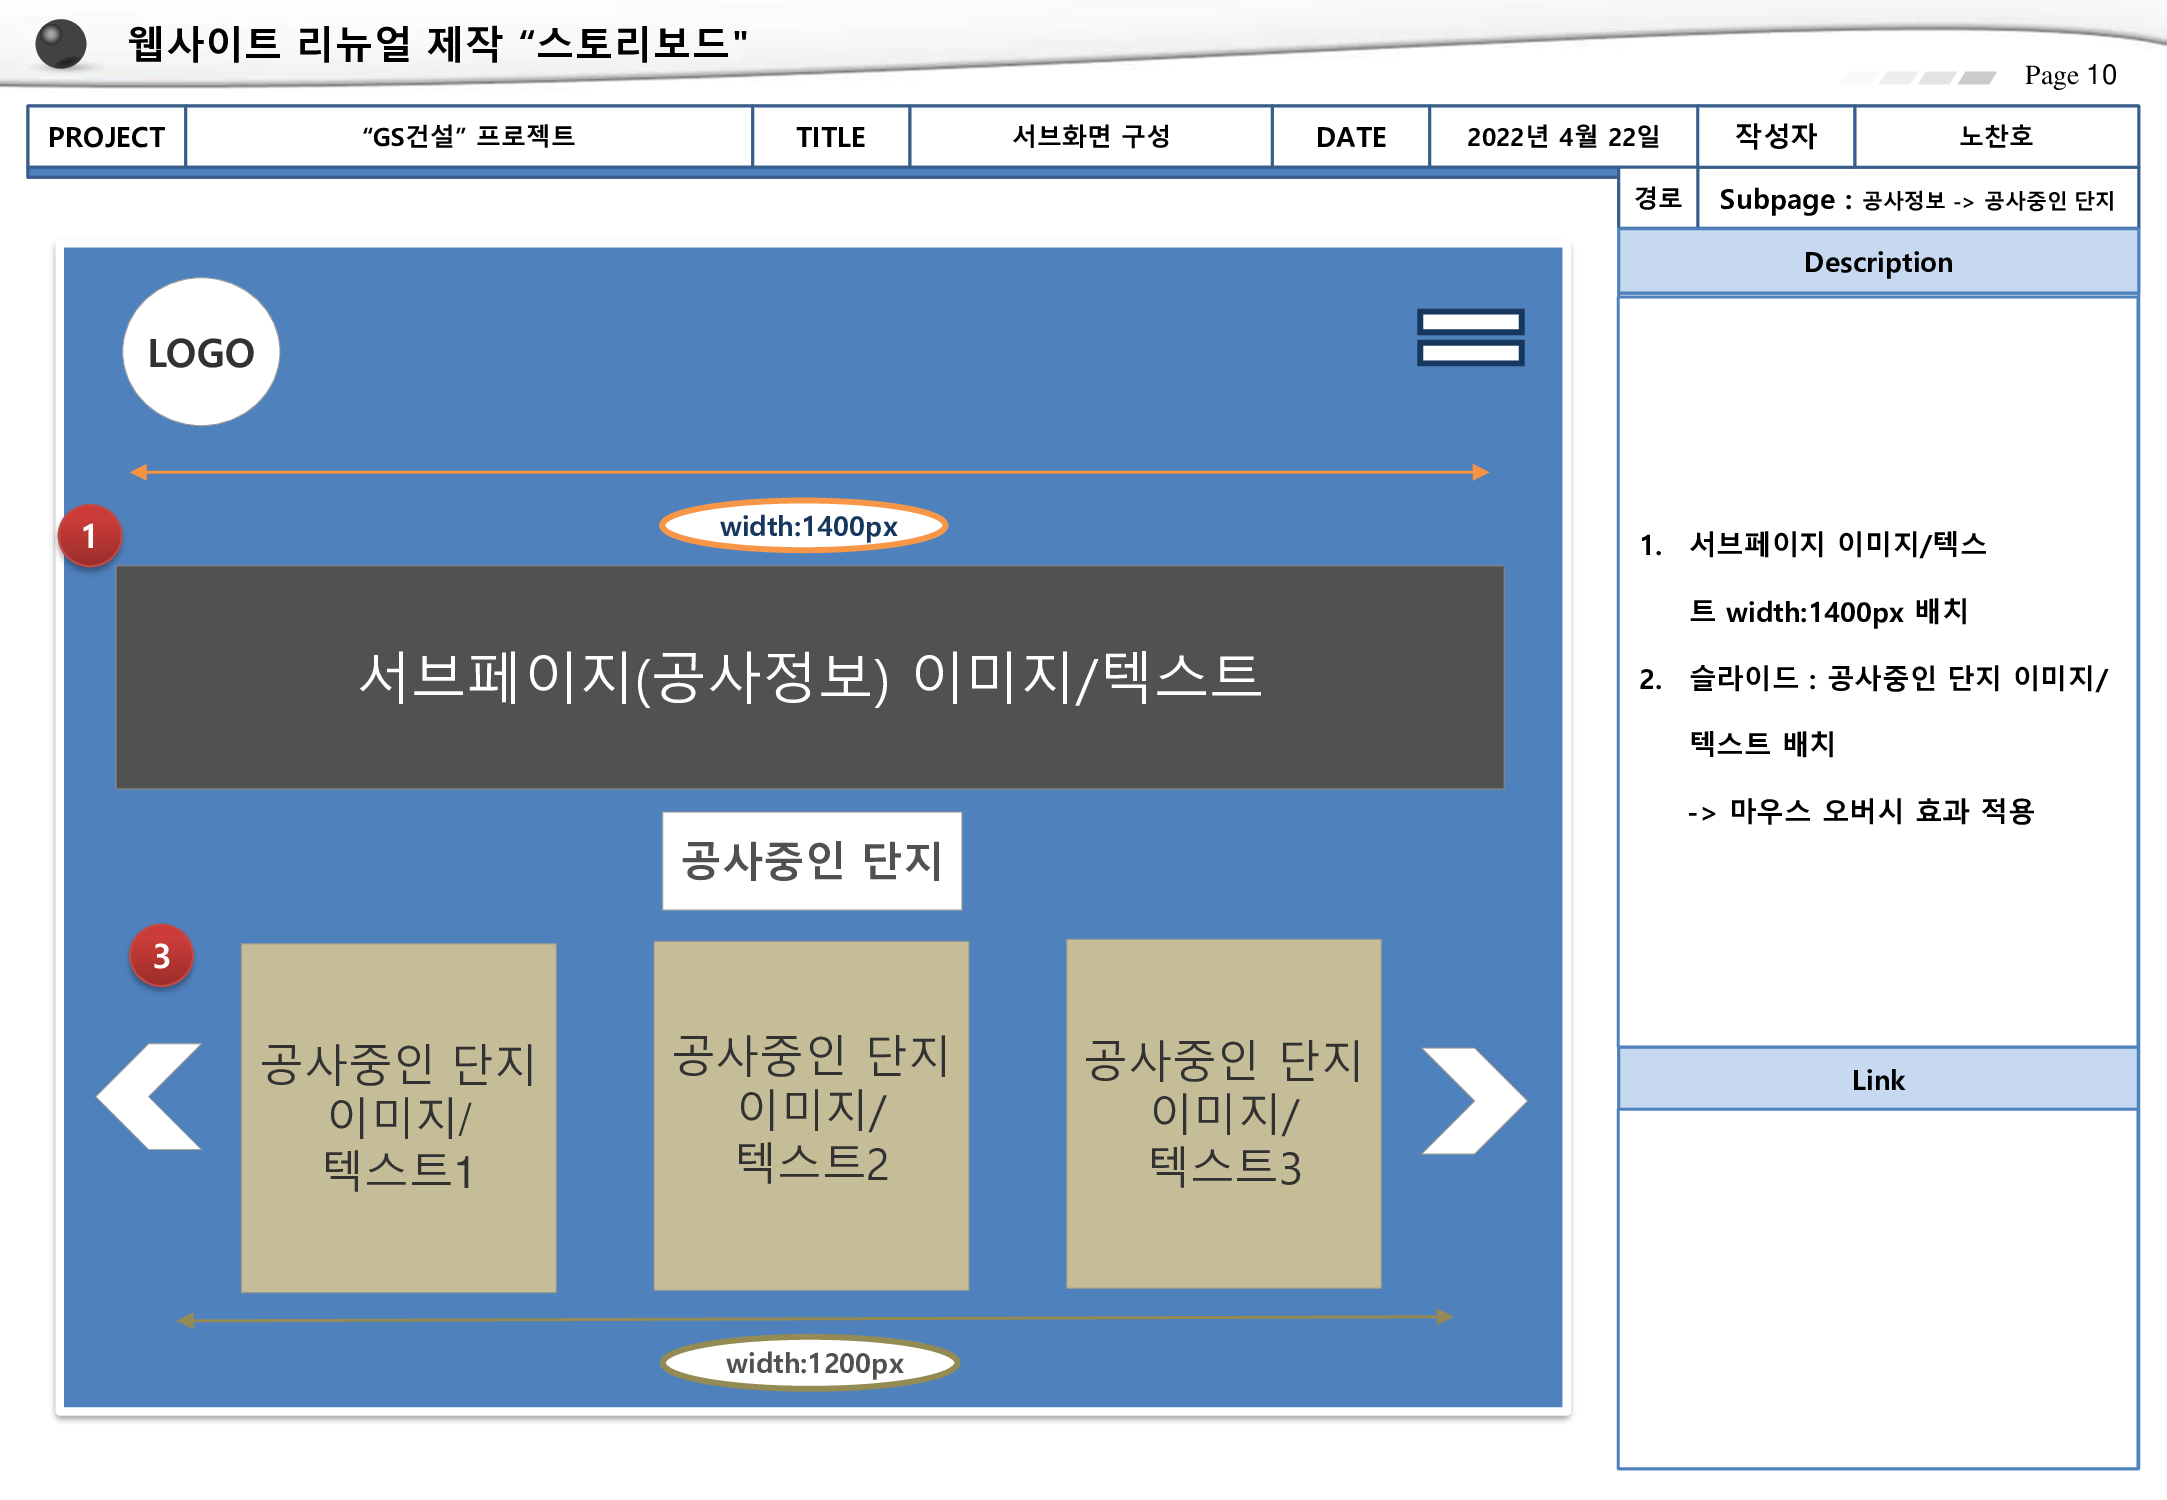 웹사이트 리뉴얼 제작 “스토리보드"
Page 10
PROJECT “GS건설” 프로젝트 TITLE 서브화면 구성 DATE 2022년 4월 22일 작성자 노찬호
경로 Subpage : 공사정보 -> 공사중인 단지
Description
LOGO
width:1400px
1
서브페이지(공사정보) 이미지/텍스트
공사중인 단지
3
공사중인 단지
이미지/
텍스트1
공사중인 단지
이미지/
텍스트2
공사중인 단지
이미지/
텍스트3
width:1200px
1. 서브페이지 이미지/텍스
트 width:1400px 배치
2. 슬라이드 : 공사중인 단지 이미지/
텍스트 배치
-> 마우스 오버시 효과 적용
Link